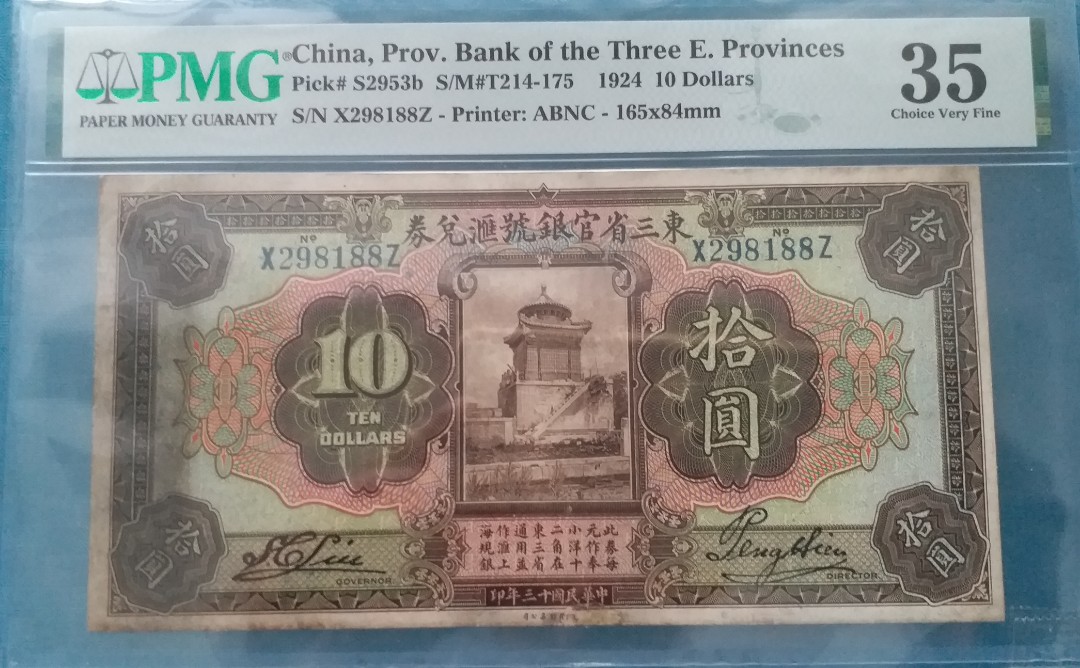 PMG®
PAPER MONEY GUARANTY
China, Prov. Bank of the Three E. Provinces
Pick# S2953b S/M#T214-175 1924 10 Dollars
S/N X298188Z - Printer: ABNC - 165x84mm
35
Choice Very Fine
拾圓
拾圓
券兌滙號銀官省三東
Nº
X298188Z
Nº
X298188Z
10
TEN
DOLLARS
拾圓
海作通二小元此
規滙用三角洋作券
銀上並省在十奉每
S.C. Liu
GOVERNOR
DIRECTOR
拾圓
拾圓
印年三十國民華中